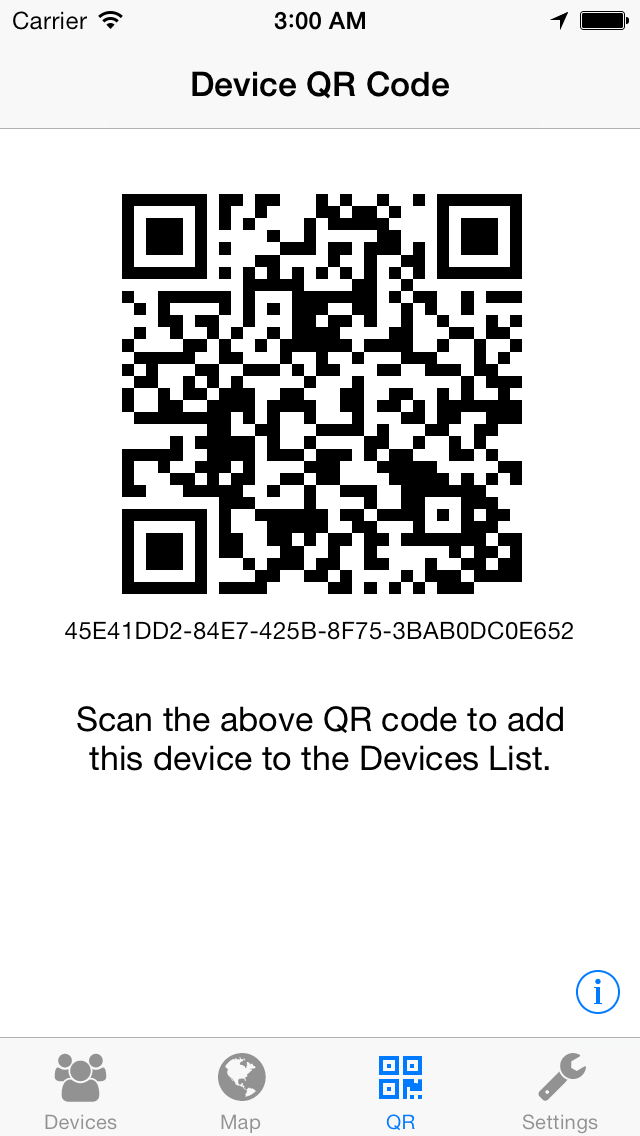 Carrier 3:00 AM
Device QR Code
45E41DD2-84E7-425B-8F75-3BAB0DC0E652
Scan the above QR code to add
this device to the Devices List.
i
Devices Map QR Settings